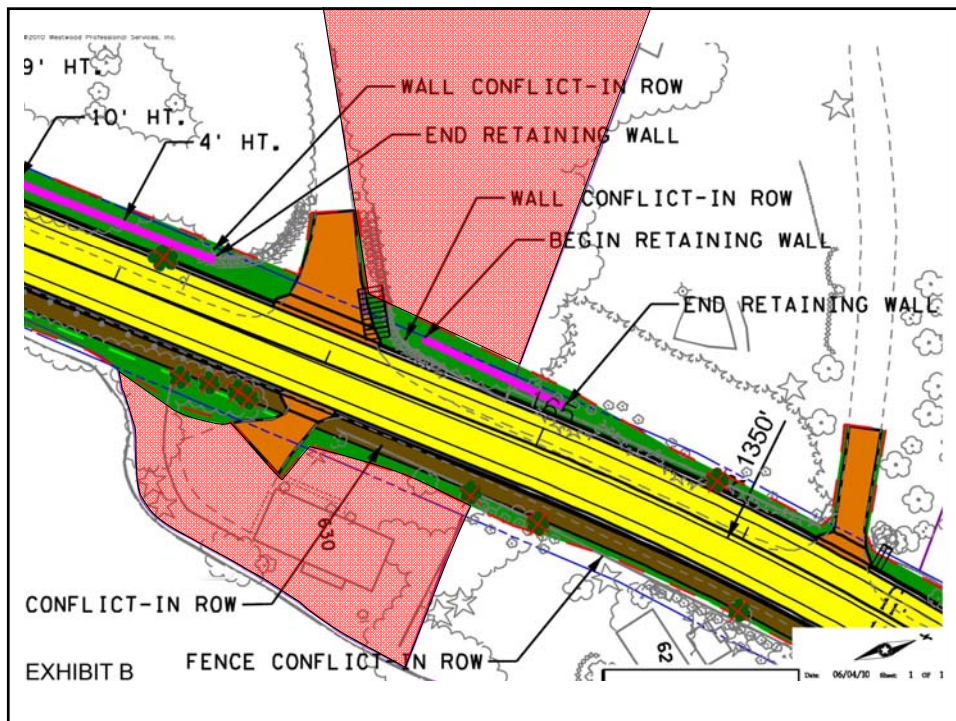 ©2010 Westwood Professional Services, Inc.
9' HT.
10' HT.
4' HT.
WALL CONFLICT-IN ROW
END RETAINING WALL
WALL CONFLICT-IN ROW
BEGIN RETAINING WALL
END RETAINING WALL
165
1350'
630
11'
CONFLICT-IN ROW
FENCE CONFLICT-IN ROW
62
EXHIBIT B
Date: 06/04/10 Sheet: 1 OF 1